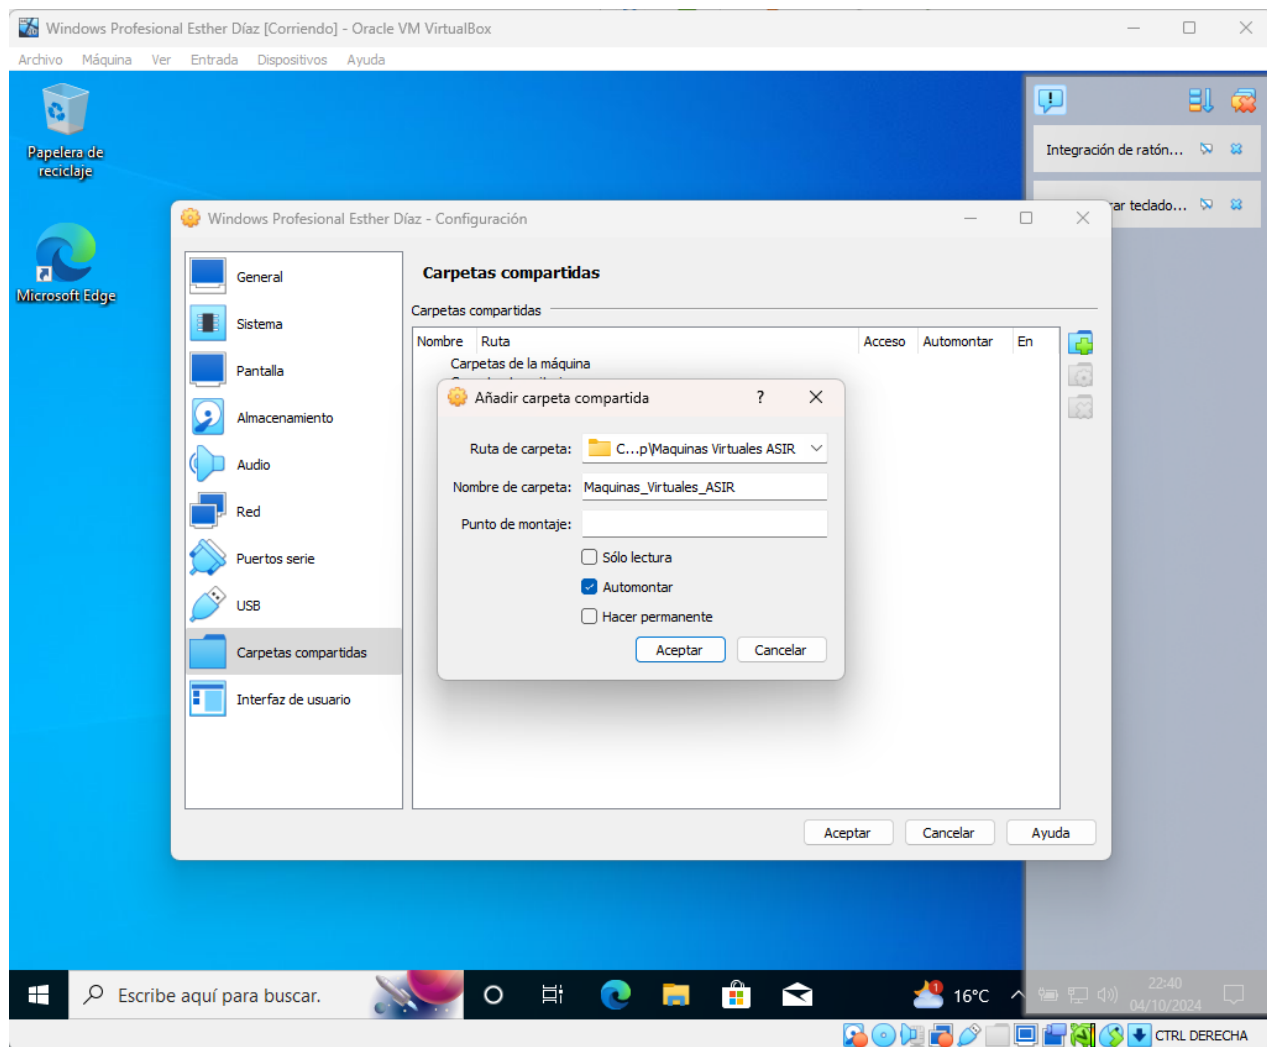 Windows Profesional Esther Díaz [Corriendo] - Oracle VM VirtualBox
Archivo Máquina Ver Entrada Dispositivos Ayuda
Papelera de
reciclaje
Microsoft Edge
Integración de ratón...
ar teclado...
Windows Profesional Esther Díaz - Configuración
General
Sistema
Pantalla
Almacenamiento
Audio
Red
Puertos serie
USB
Carpetas compartidas
Interfaz de usuario
Carpetas compartidas
Carpetas compartidas
Nombre Ruta Acceso Automontar En
Carpetas de la máquina
Añadir carpeta compartida ?
Ruta de carpeta: C...p\Maquinas Virtuales ASIR
Nombre de carpeta: Maquinas_Virtuales_ASIR
Punto de montaje:
Sólo lectura
Automontar
Hacer permanente
Aceptar Cancelar
Aceptar Cancelar Ayuda
Escribe aquí para buscar.
1
16°C
22:40
04/10/2024
CTRL DERECHA